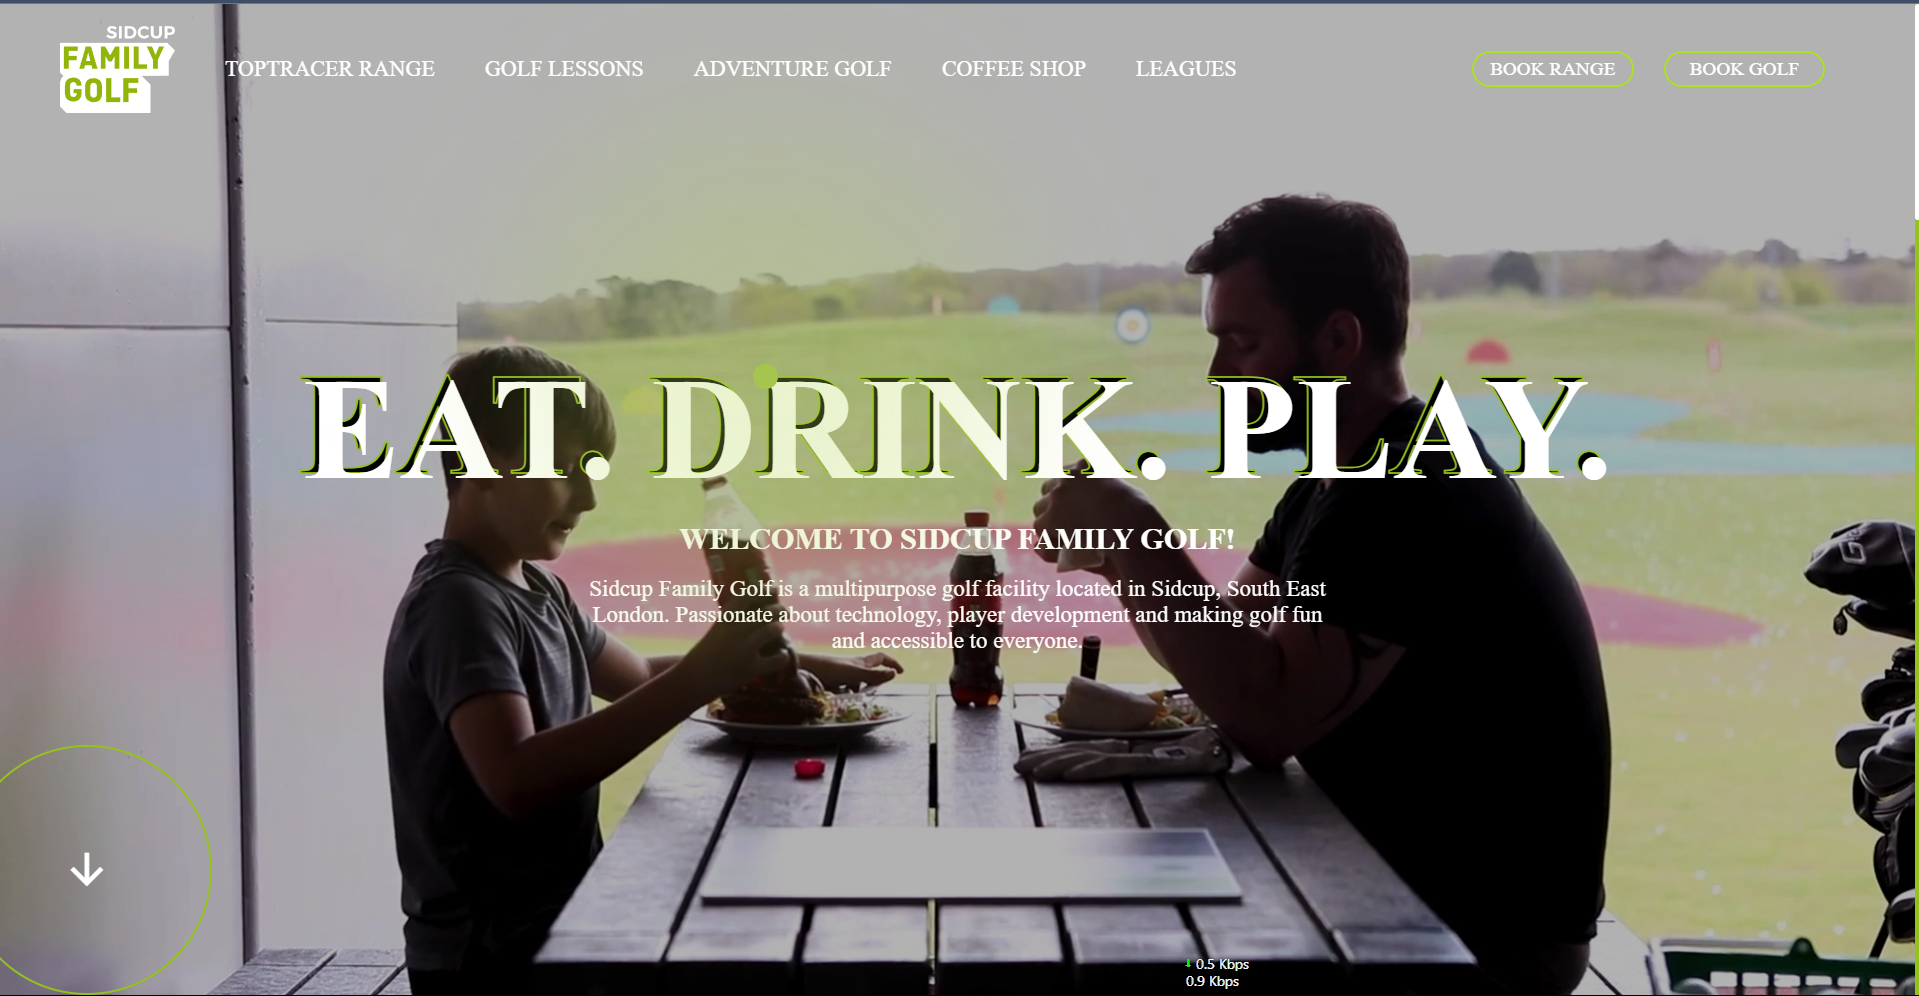 SIDCUP
FAMILY
GOLF
TOPTRACER RANGE
GOLF LESSONS
ADVENTURE GOLF
COFFEE SHOP
LEAGUES
BOOK RANGE
BOOK GOLF
EAT. DRINK. PLAY.
WELCOME TO SIDCUP FAMILY GOLF!
Sidcup Family Golf is a multipurpose golf facility located in Sidcup, South East
London. Passionate about technology, player development and making golf fun
and accessible to everyone.
0.5 Kbps
0.9 Kbps